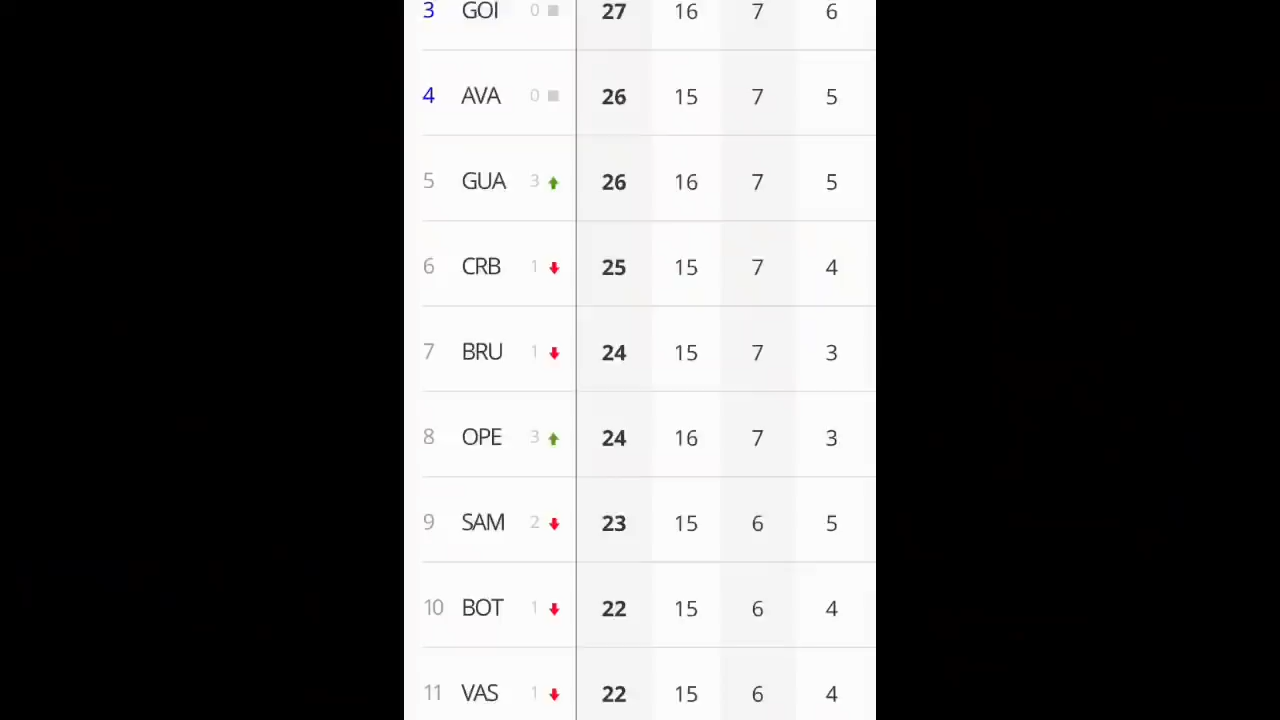 3 GOI 0 27 16 7 6
4 AVA 0 26 15 7 5
5 GUA 3 26 16 7 5
6 CRB 1 25 15 7 4
7 BRU 1 24 15 7 3
8 OPE 3 24 16 7 3
9 SAM 2 23 15 6 5
10 BOT 1 22 15 6 4
11 VAS 1 22 15 6 4